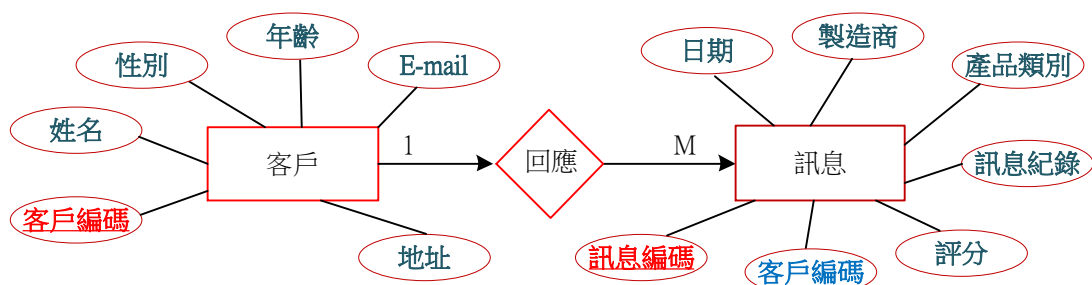 年齡
性別
E-mail
姓名
客戶
客戶編碼
地址
1
回應
M
日期
製造商
產品類別
訊息
訊息紀錄
訊息編碼
客戶編碼
評分